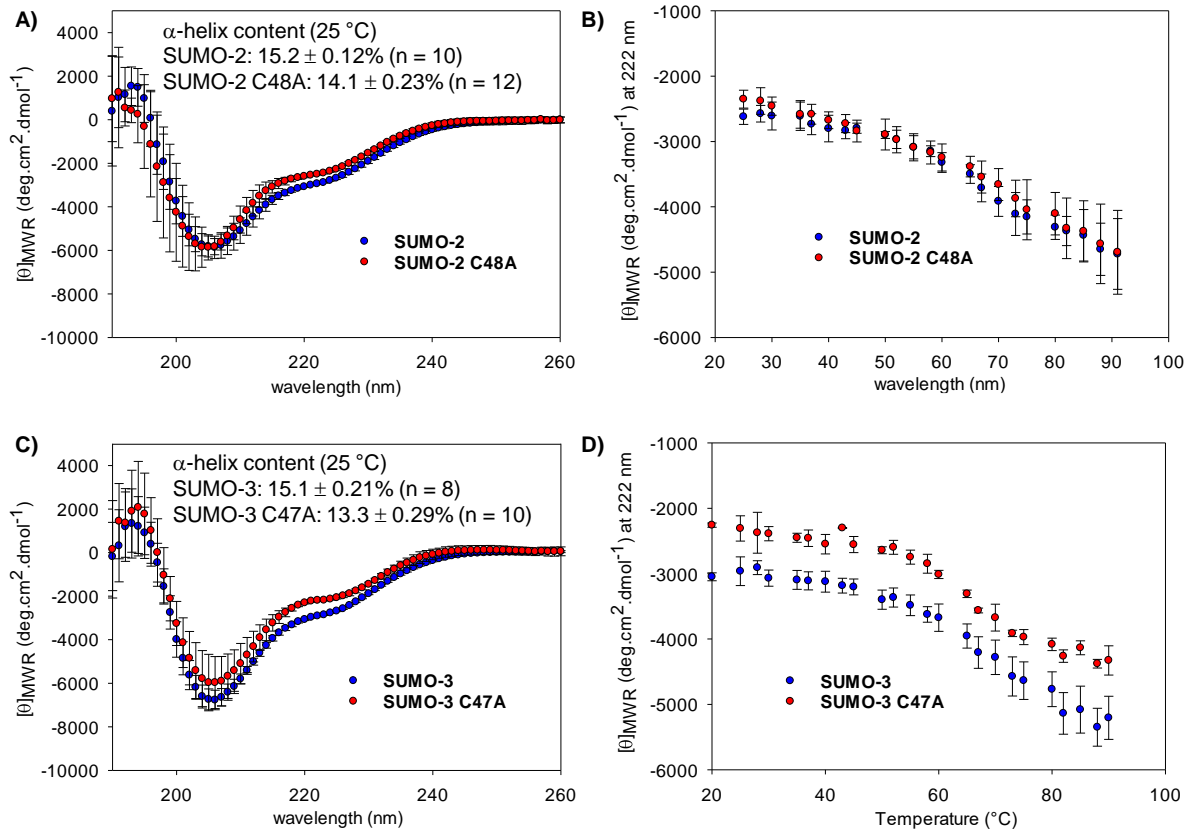 A)
α-helix content (25 °C)
SUMO-2: 15.2 ± 0.12% (n = 10)
SUMO-2 C48A: 14.1 ± 0.23% (n = 12)
4000
2000
0
-2000
-4000
-6000
-8000
-10000
[θ]MWR (deg.cm².dmol⁻¹)
SUMO-2
SUMO-2 C48A
200 220 240 260
wavelength (nm)
B)
-1000
-2000
-3000
-4000
-5000
-6000
[θ]MWR (deg.cm².dmol⁻¹) at 222 nm
SUMO-2
SUMO-2 C48A
20 30 40 50 60 70 80 90 100
wavelength (nm)
C)
α-helix content (25 °C)
SUMO-3: 15.1 ± 0.21% (n = 8)
SUMO-3 C47A: 13.3 ± 0.29% (n = 10)
4000
2000
0
-2000
-4000
-6000
-8000
-10000
[θ]MWR (deg.cm².dmol⁻¹)
SUMO-3
SUMO-3 C47A
200 220 240 260
wavelength (nm)
D)
-1000
-2000
-3000
-4000
-5000
-6000
[θ]MWR (deg.cm².dmol⁻¹) at 222 nm
SUMO-3
SUMO-3 C47A
20 40 60 80 100
Temperature (°C)